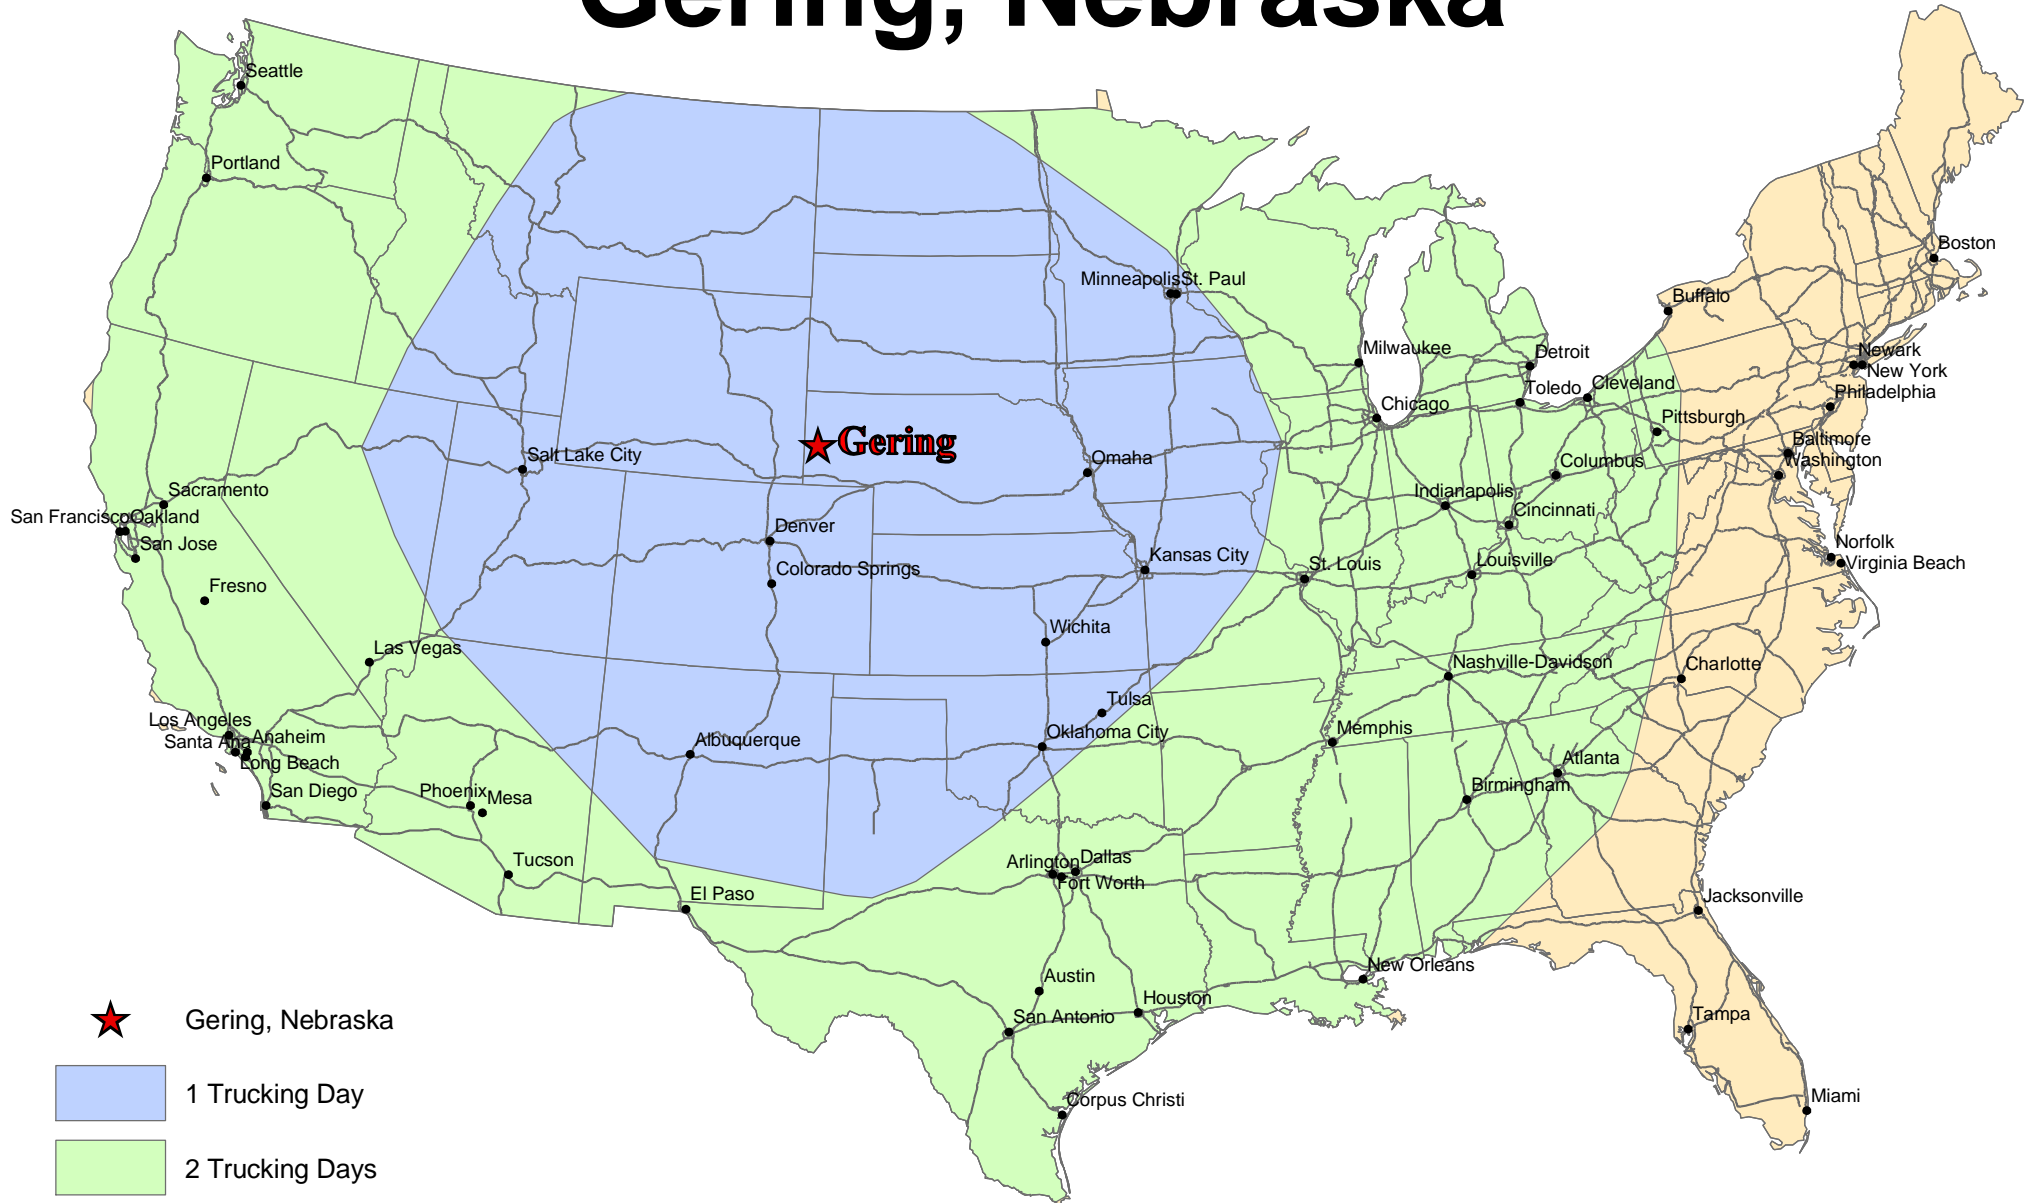 Gering, Nebraska
Seattle
Portland
Boston
Minneapolis
St. Paul
Buffalo
Milwaukee
Detroit
Newark
New York
Toledo
Cleveland
Philadelphia
Chicago
Pittsburgh
Gering
Baltimore
Salt Lake City
Omaha
Columbus
Washington
Sacramento
Indianapolis
Cincinnati
San Francisco
Oakland
Denver
San Jose
Kansas City
Norfolk
Colorado Springs
St. Louis
Louisville
Virginia Beach
Fresno
Wichita
Las Vegas
Nashville-Davidson
Charlotte
Tulsa
Los Angeles
Oklahoma City
Memphis
Santa Ana
Anaheim
Albuquerque
Long Beach
Atlanta
San Diego
Phoenix
Mesa
Birmingham
Tucson
Arlington
Dallas
Fort Worth
El Paso
Jacksonville
New Orleans
Austin
Houston
San Antonio
Tampa
Gering, Nebraska
Corpus Christi
Miami
1 Trucking Day
2 Trucking Days